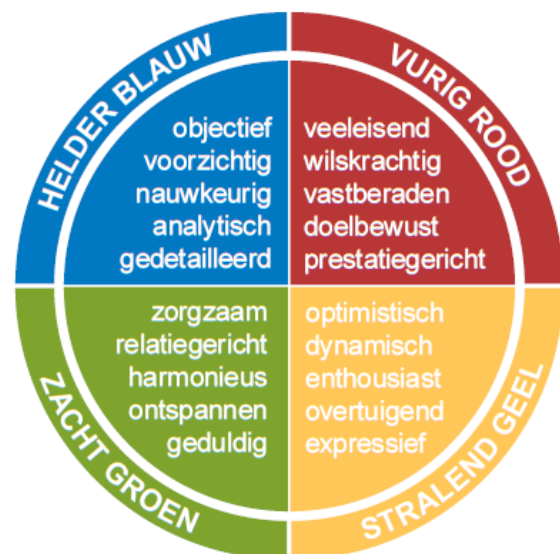 HELDER BLAUW
objectief
voorzichtig
nauwkeurig
analytisch
gedetailleerd
VURIG ROOD
veeleisend
wilskrachtig
vastberaden
doelbewust
prestatiegericht
ZACHT GROEN
zorgzaam
relatiegericht
harmonieus
ontspannen
geduldig
STRALEND GEEL
optimistisch
dynamisch
enthousiast
overtuigend
expressief